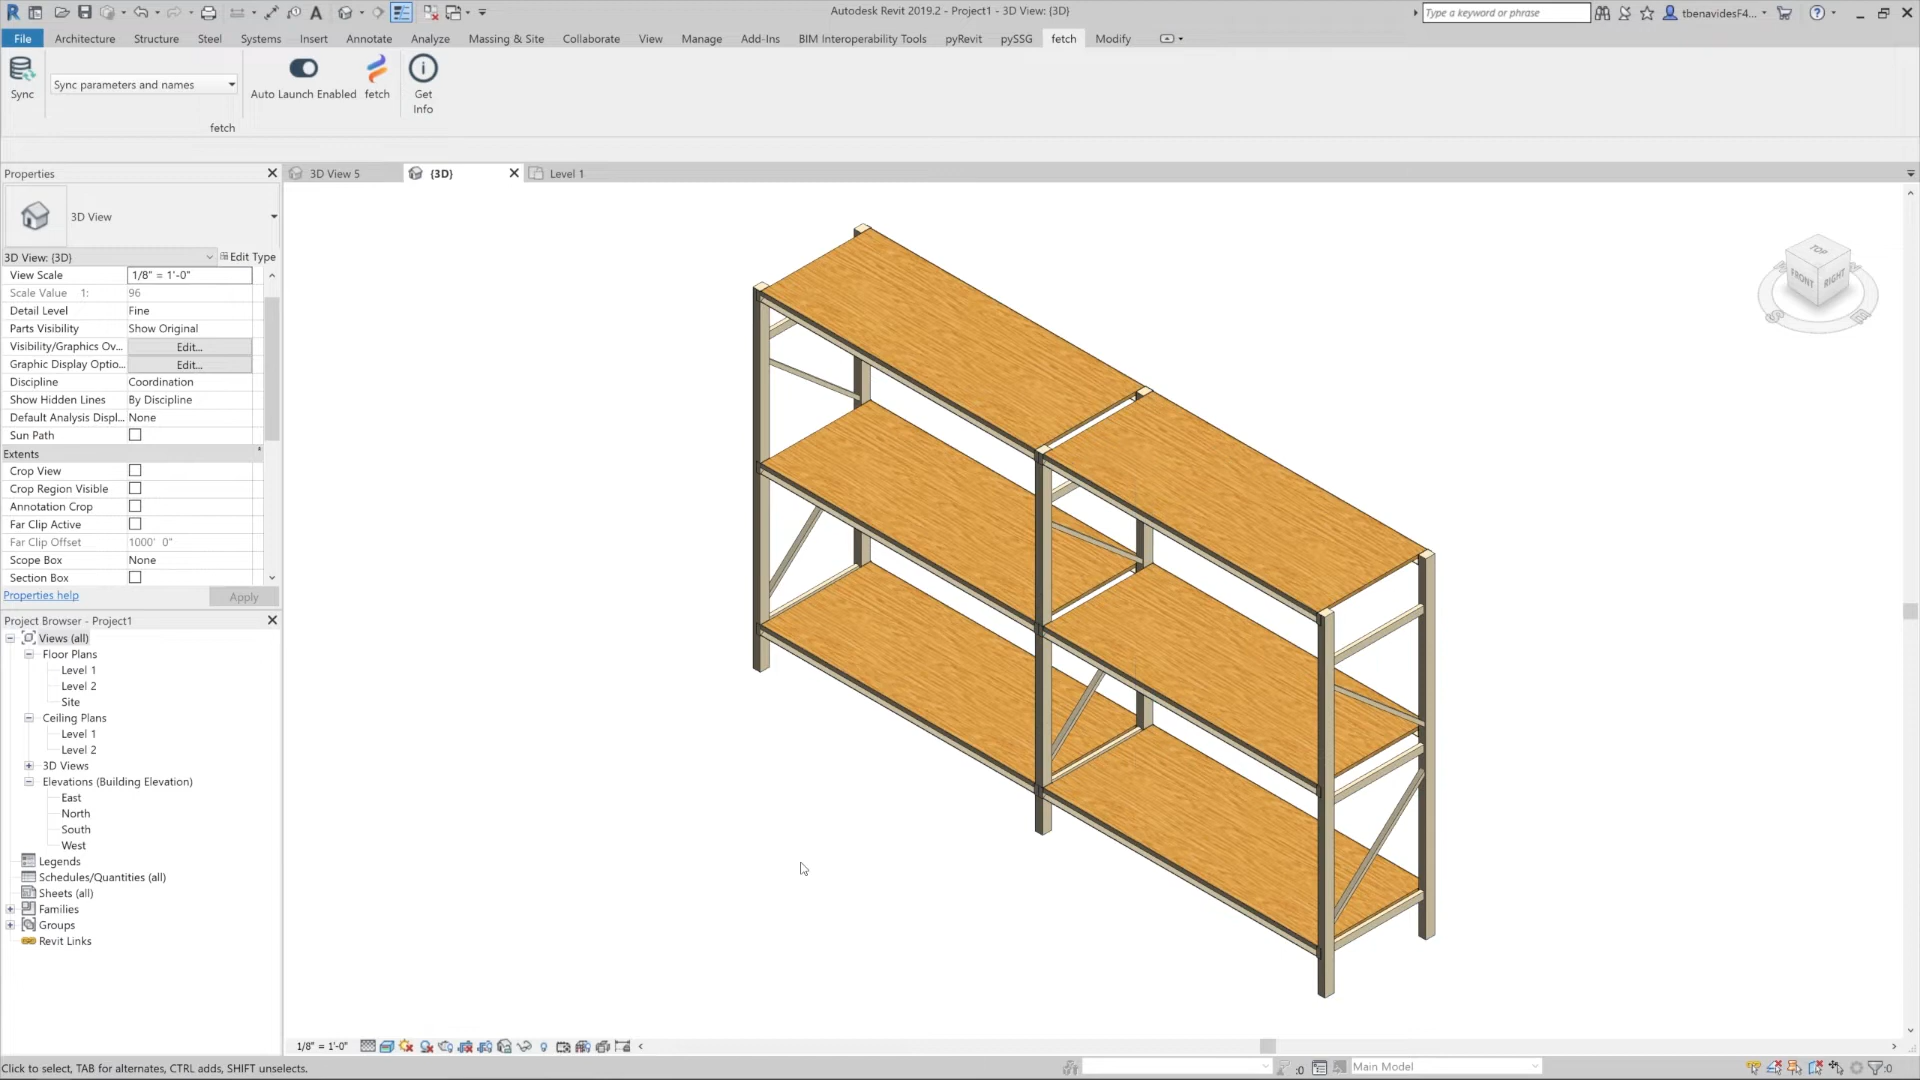 Autodesk Revit 2019.2 - Project1 - 3D View: {3D}
Type a keyword or phrase
tbenavidesF4...
File Architecture Structure Steel Systems Insert Annotate Analyze Massing & Site Collaborate View Manage Add-Ins BIM Interoperability Tools pyRevit pySSG fetch Modify
Sync
Sync parameters and names
Auto Launch Enabled
fetch
Get
Info
fetch
Properties
3D View 5
{3D}
Level 1
3D View
3D View: {3D}
Edit Type
View Scale 1/8" = 1'-0"
Scale Value 1: 96
Detail Level Fine
Parts Visibility Show Original
Visibility/Graphics Ov... Edit...
Graphic Display Optio... Edit...
Discipline Coordination
Show Hidden Lines By Discipline
Default Analysis Displ... None
Sun Path
Extents
Crop View
Crop Region Visible
Annotation Crop
Far Clip Active
Far Clip Offset 1000' 0"
Scope Box None
Section Box
Properties help
Apply
Project Browser - Project1
Views (all)
Floor Plans
Level 1
Level 2
Site
Ceiling Plans
Level 1
Level 2
3D Views
Elevations (Building Elevation)
East
North
South
West
Legends
Schedules/Quantities (all)
Sheets (all)
Families
Groups
Revit Links
TOP
FRONT
RIGHT
1/8" = 1'-0"
Click to select, TAB for alternates, CTRL adds, SHIFT unselects.
:0
Main Model
:0